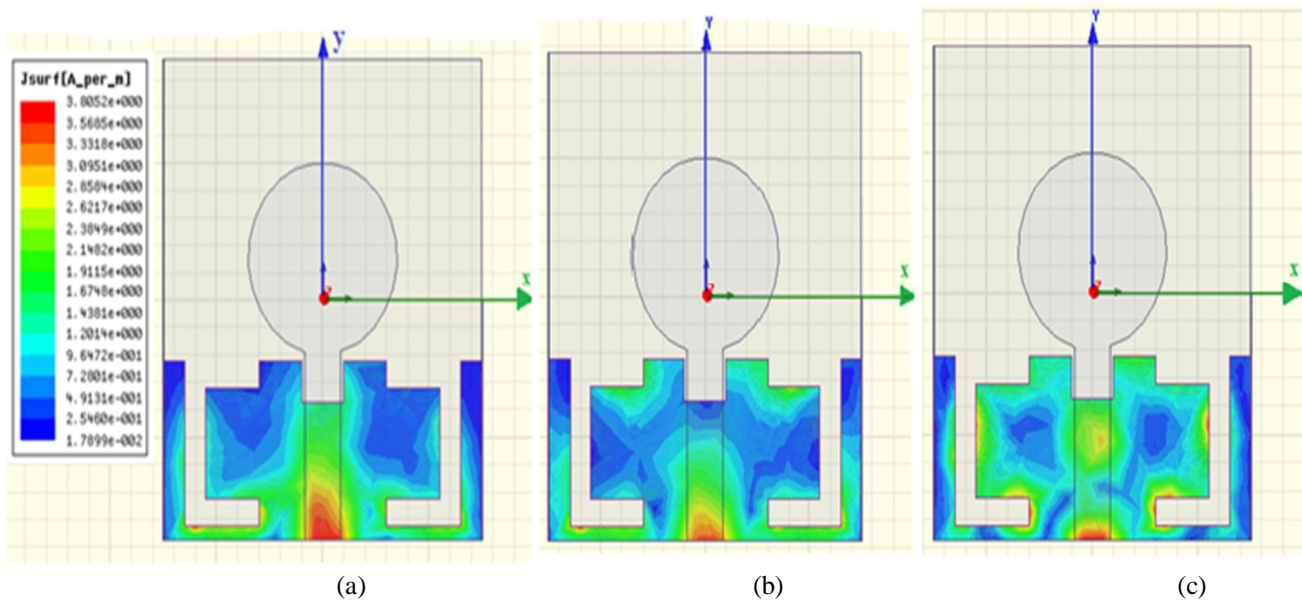 Jsurf[A_per_m]
3.8052e+000
3.5685e+000
3.3318e+000
3.0951e+000
2.8584e+000
2.6217e+000
2.3849e+000
2.1482e+000
1.9115e+000
1.6748e+000
1.4381e+000
1.2014e+000
9.6472e-001
7.2801e-001
4.9131e-001
2.5460e-001
1.7899e-002
y
x
Y
x
Y
x
(a)
(b)
(c)